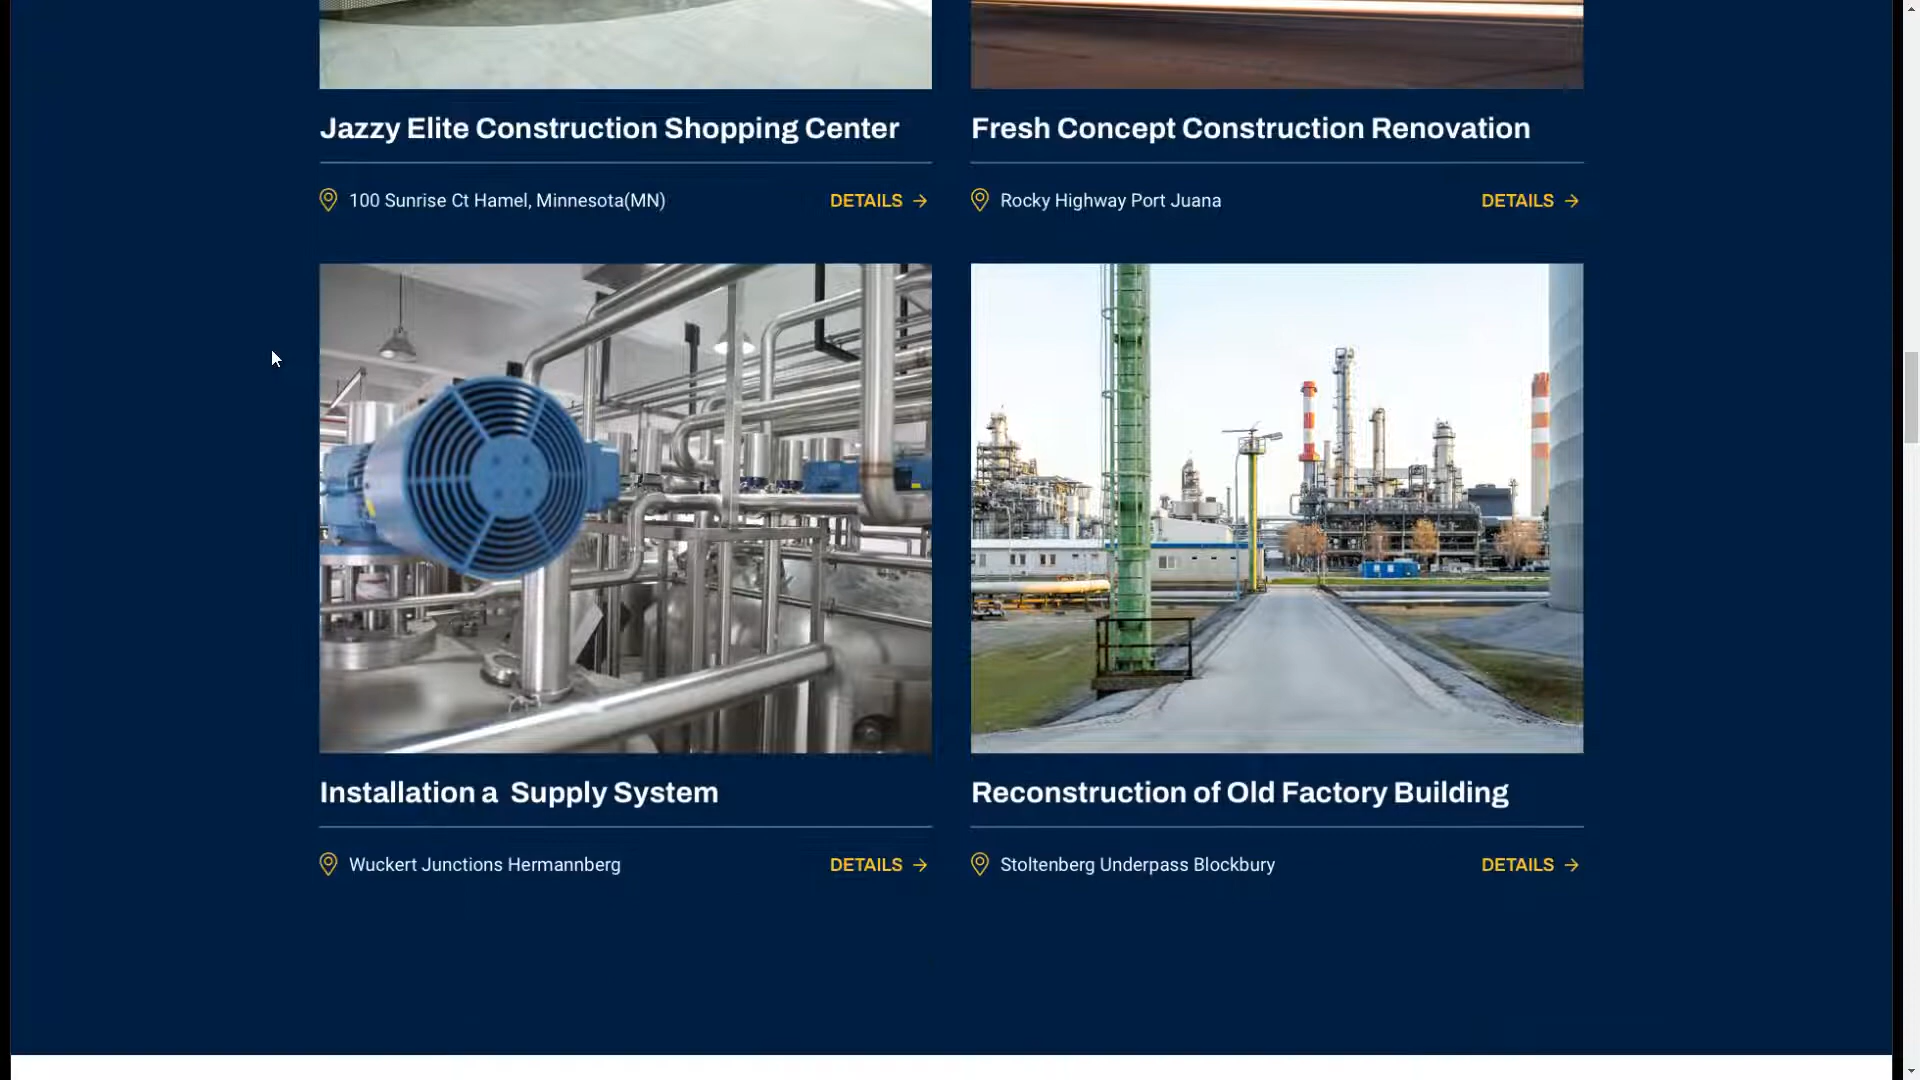 Jazzy Elite Construction Shopping Center
Fresh Concept Construction Renovation
100 Sunrise Ct Hamel, Minnesota(MN)
DETAILS →
Rocky Highway Port Juana
DETAILS →
Installation a  Supply System
Reconstruction of Old Factory Building
Wuckert Junctions Hermannberg
DETAILS →
Stoltenberg Underpass Blockbury
DETAILS →